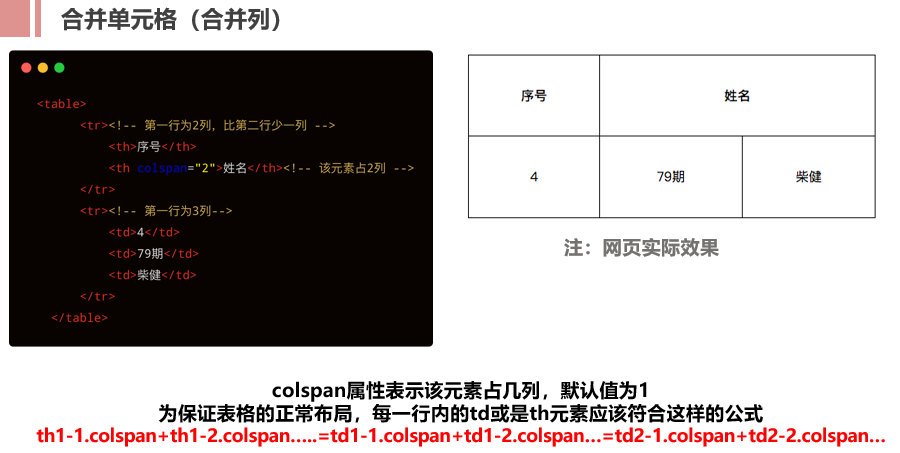 合并单元格（合并列）
<table>
<tr><!-- 第一行为2列，比第二行少一列 -->
<th>序号</th>
<th colspan="2">姓名</th><!-- 该元素占2列 -->
</tr>
<tr><!-- 第一行为3列-->
<td>4</td>
<td>79期</td>
<td>柴健</td>
</tr>
</table>
序号 姓名
4 79期 柴健
注：网页实际效果
colspan属性表示该元素占几列，默认值为1
为保证表格的正常布局，每一行内的td或是th元素应该符合这样的公式
th1-1.colspan+th1-2.colspan.....=td1-1.colspan+td1-2.colspan...=td2-1.colspan+td2-2.colspan...